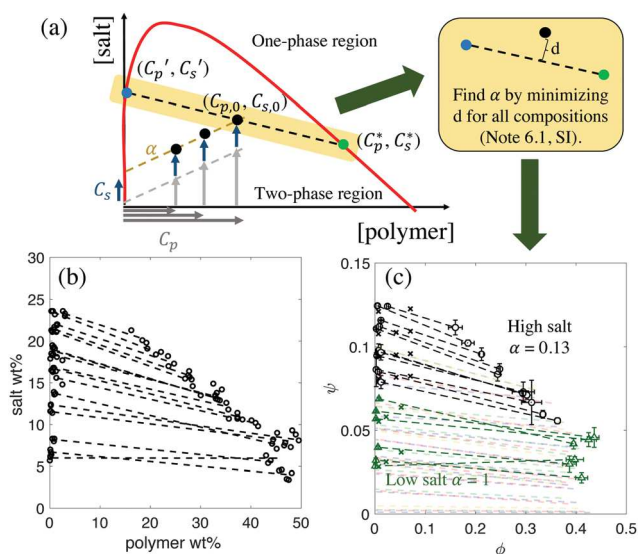 (a)
[salt]
One-phase region
(C_p′, C_s′)
(C_{p,0}, C_{s,0})
(C_p^*, C_s^*)
α
C_s
Two-phase region
C_p
[polymer]
d
Find α by minimizing
d for all compositions
(Note 6.1, SI).
(b)
30
25
20
15
10
5
0
salt wt%
0 10 20 30 40 50
polymer wt%
(c)
0.15
0.1
0.05
0
ψ
High salt
α = 0.13
Low salt α = 1
0 0.1 0.2 0.3 0.4 0.5
ϕ